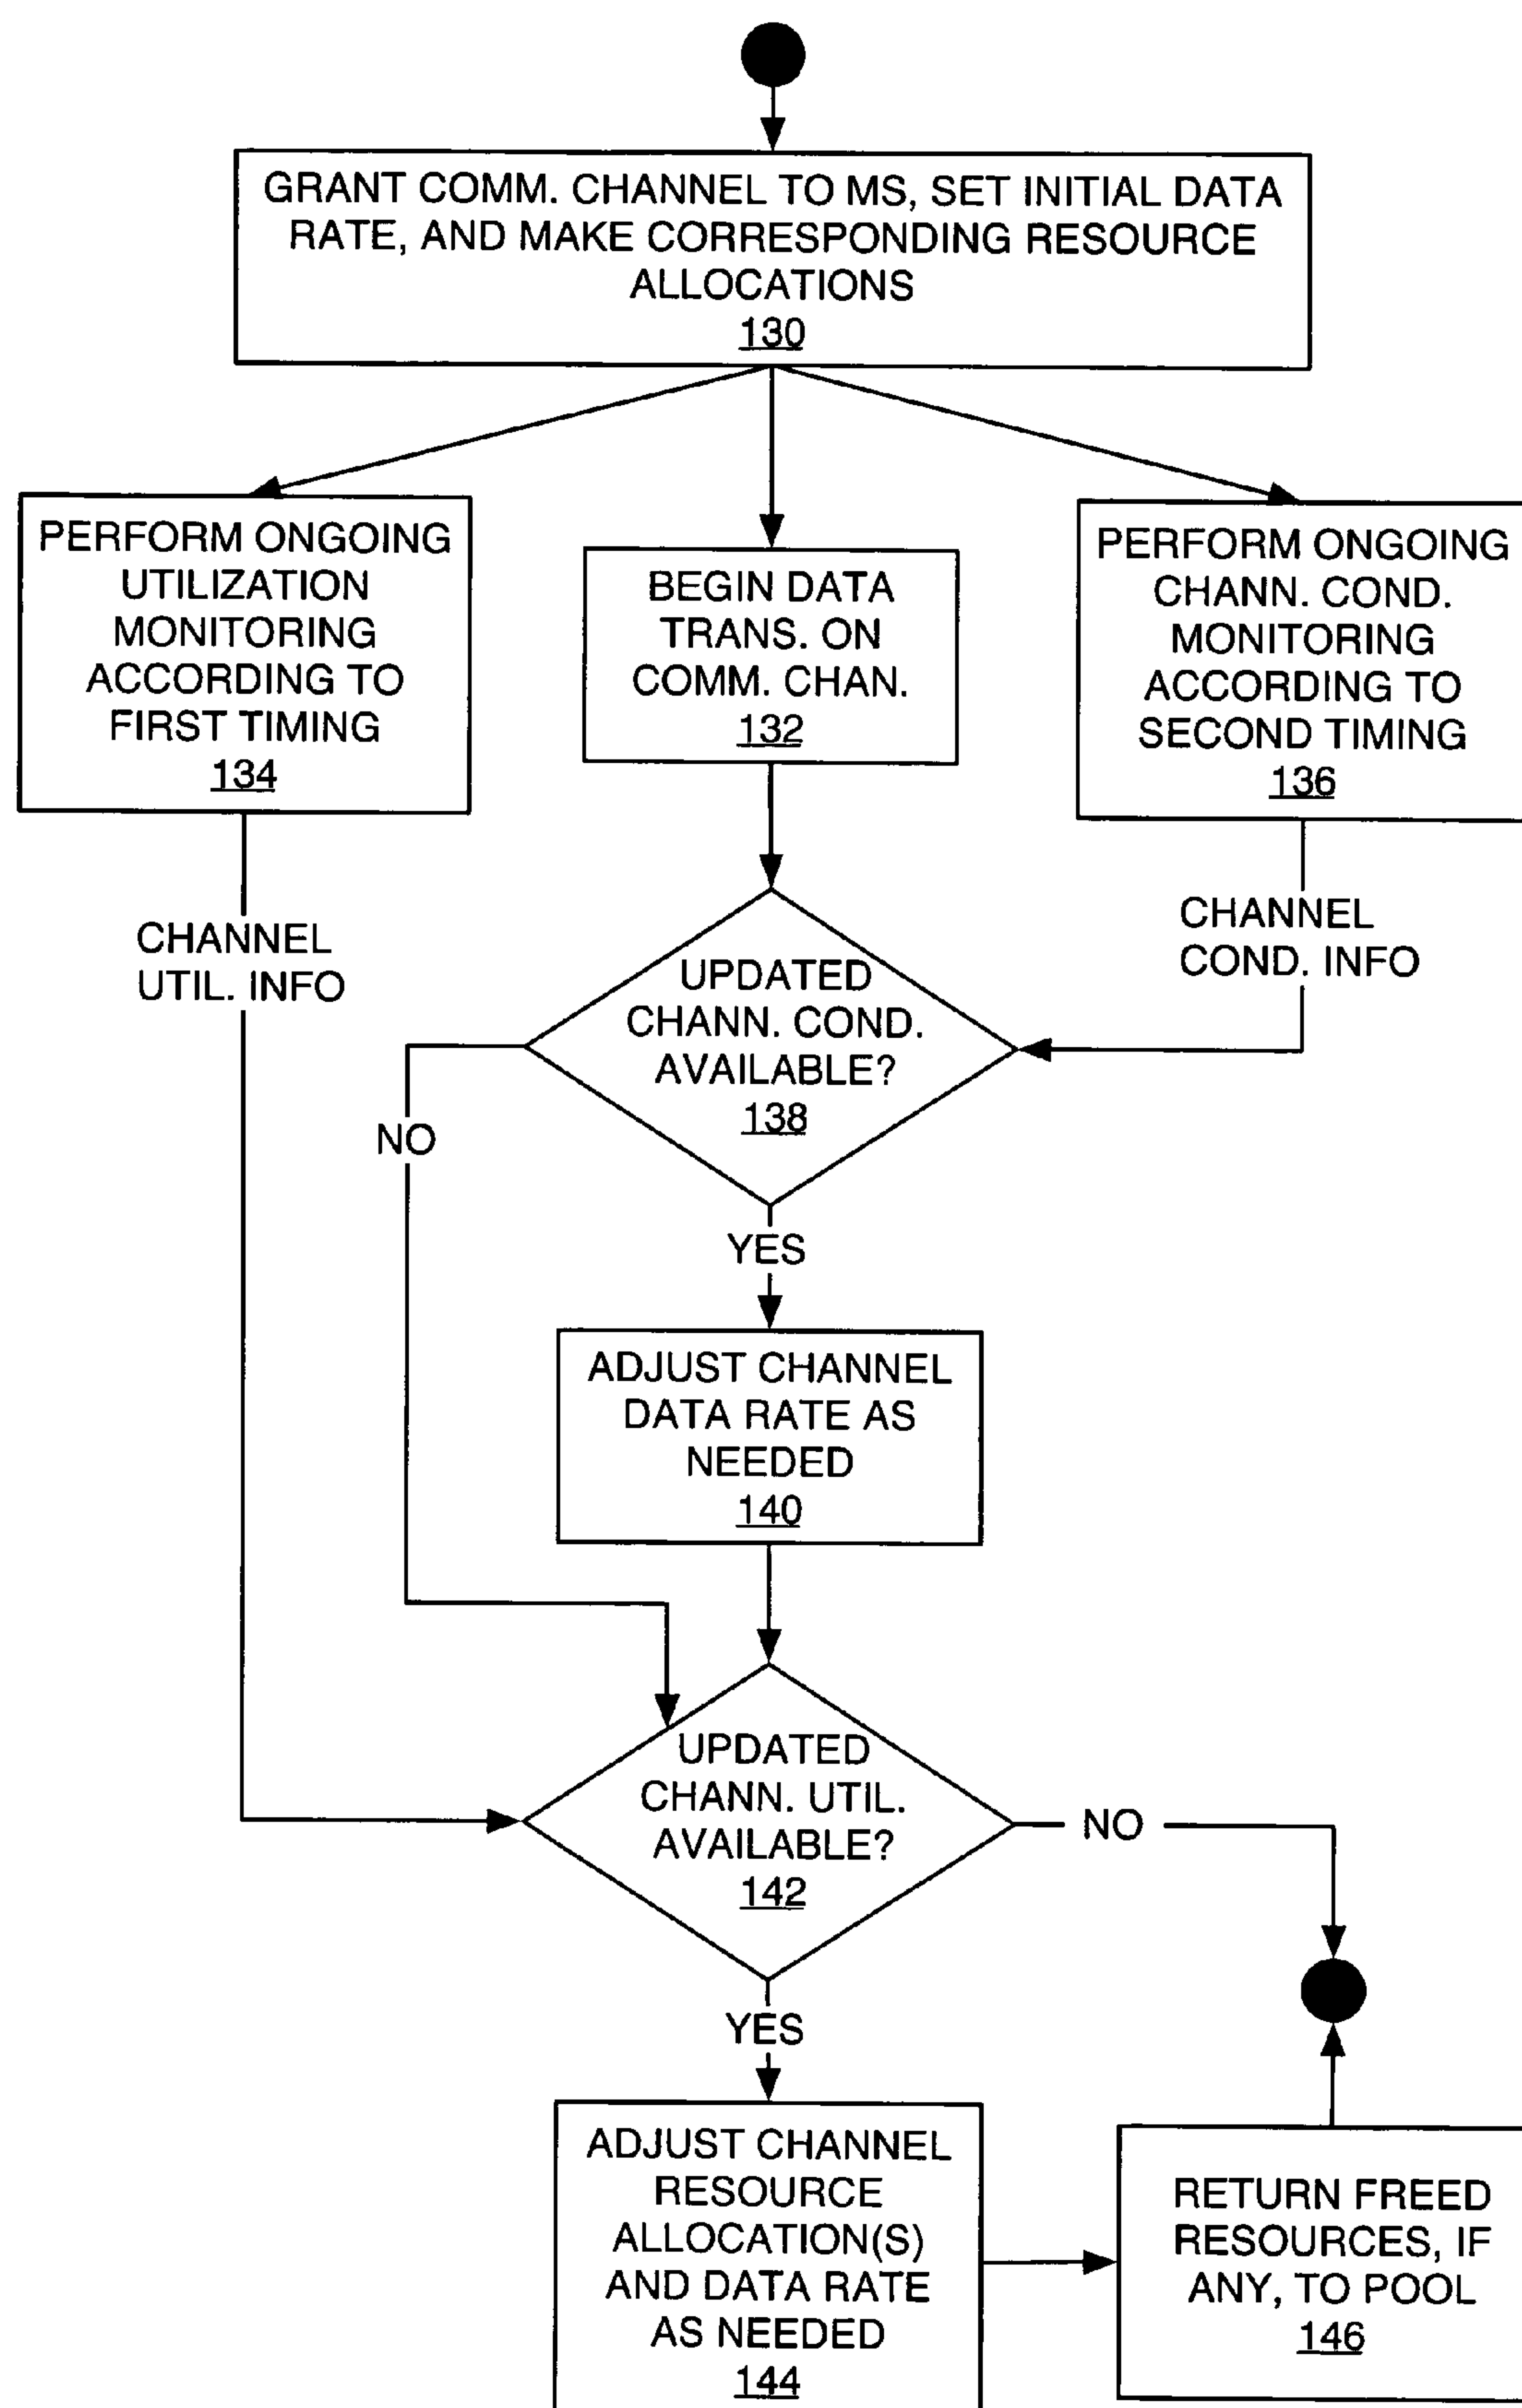 GRANT COMM. CHANNEL TO MS, SET INITIAL DATA
RATE, AND MAKE CORRESPONDING RESOURCE
ALLOCATIONS
130
PERFORM ONGOING
UTILIZATION
MONITORING
ACCORDING TO
FIRST TIMING
134
BEGIN DATA
TRANS. ON
COMM. CHAN.
132
PERFORM ONGOING
CHANN. COND.
MONITORING
ACCORDING TO
SECOND TIMING
136
CHANNEL
UTIL. INFO
CHANNEL
COND. INFO
UPDATED
CHANN. COND.
AVAILABLE?
138
NO
YES
ADJUST CHANNEL
DATA RATE AS
NEEDED
140
UPDATED
CHANN. UTIL.
AVAILABLE?
142
NO
YES
ADJUST CHANNEL
RESOURCE
ALLOCATION(S)
AND DATA RATE
AS NEEDED
144
RETURN FREED
RESOURCES, IF
ANY, TO POOL
146